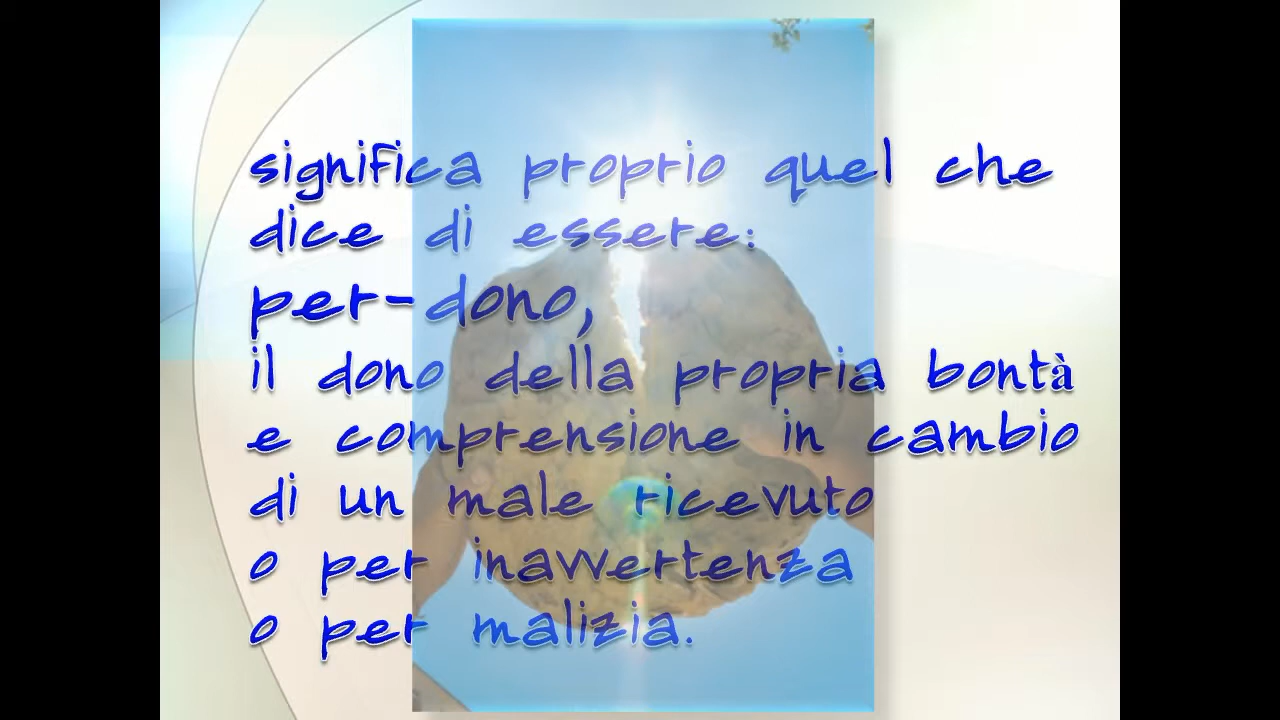 significa proprio quel che
dice di essere:
per-dono,
il dono della propria bontà
e comprensione in cambio
di un male ricevuto
o per inavvertenza
o per malizia.